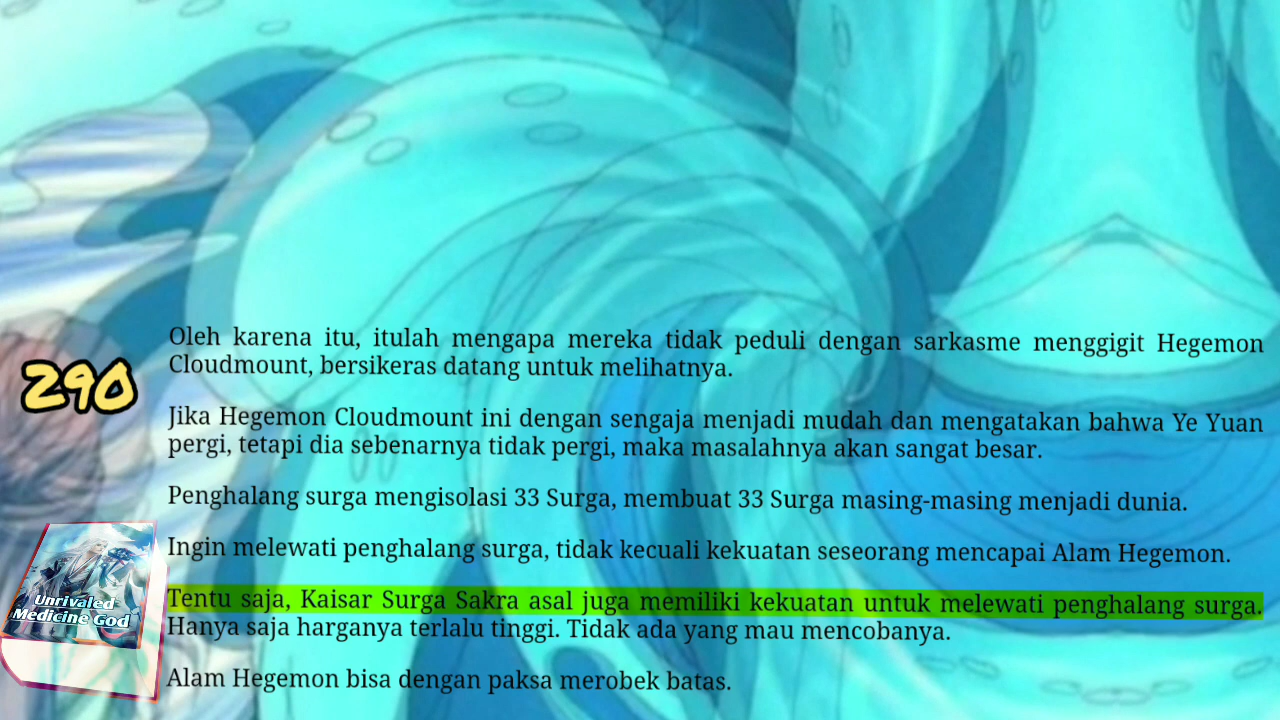 Oleh karena itu, itulah mengapa mereka tidak peduli dengan sarkasme menggigit Hegemon
Cloudmount, bersikeras datang untuk melihatnya.
290
Jika Hegemon Cloudmount ini dengan sengaja menjadi mudah dan mengatakan bahwa Ye Yuan
pergi, tetapi dia sebenarnya tidak pergi, maka masalahnya akan sangat besar.
Penghalang surga mengisolasi 33 Surga, membuat 33 Surga masing-masing menjadi dunia.
Ingin melewati penghalang surga, tidak kecuali kekuatan seseorang mencapai Alam Hegemon.
Tentu saja, Kaisar Surga Sakra asal juga memiliki kekuatan untuk melewati penghalang surga.
Hanya saja harganya terlalu tinggi. Tidak ada yang mau mencobanya.
Unrivaled
Medicine God
Alam Hegemon bisa dengan paksa merobek batas.